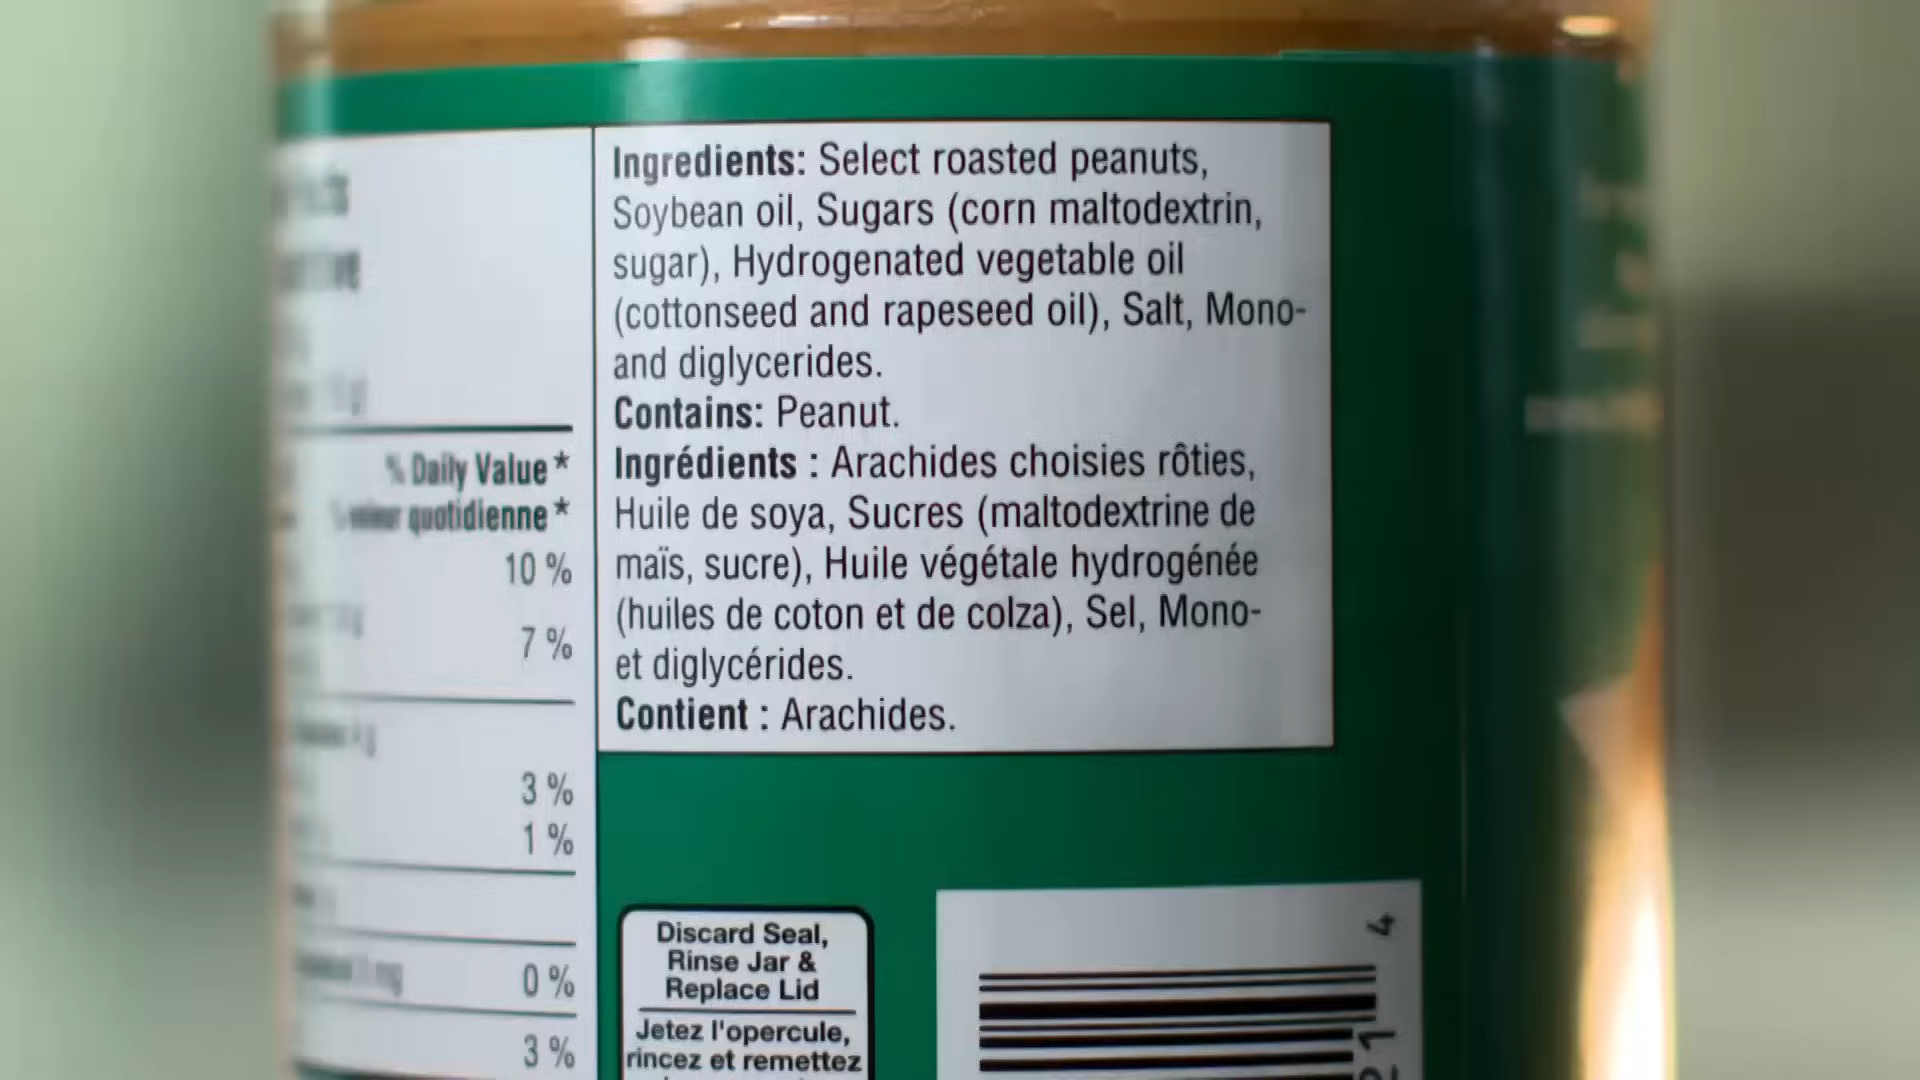 % Daily Value *
quotidienne *
10 %
7 %
3 %
1 %
0 %
3 %
Ingredients: Select roasted peanuts,
Soybean oil, Sugars (corn maltodextrin,
sugar), Hydrogenated vegetable oil
(cottonseed and rapeseed oil), Salt, Mono-
and diglycerides.
Contains: Peanut.
Ingrédients : Arachides choisies rôties,
Huile de soya, Sucres (maltodextrine de
maïs, sucre), Huile végétale hydrogénée
(huiles de coton et de colza), Sel, Mono-
et diglycérides.
Contient : Arachides.
Discard Seal,
Rinse Jar &
Replace Lid
Jetez l'opercule,
rincez et remettez
4
21